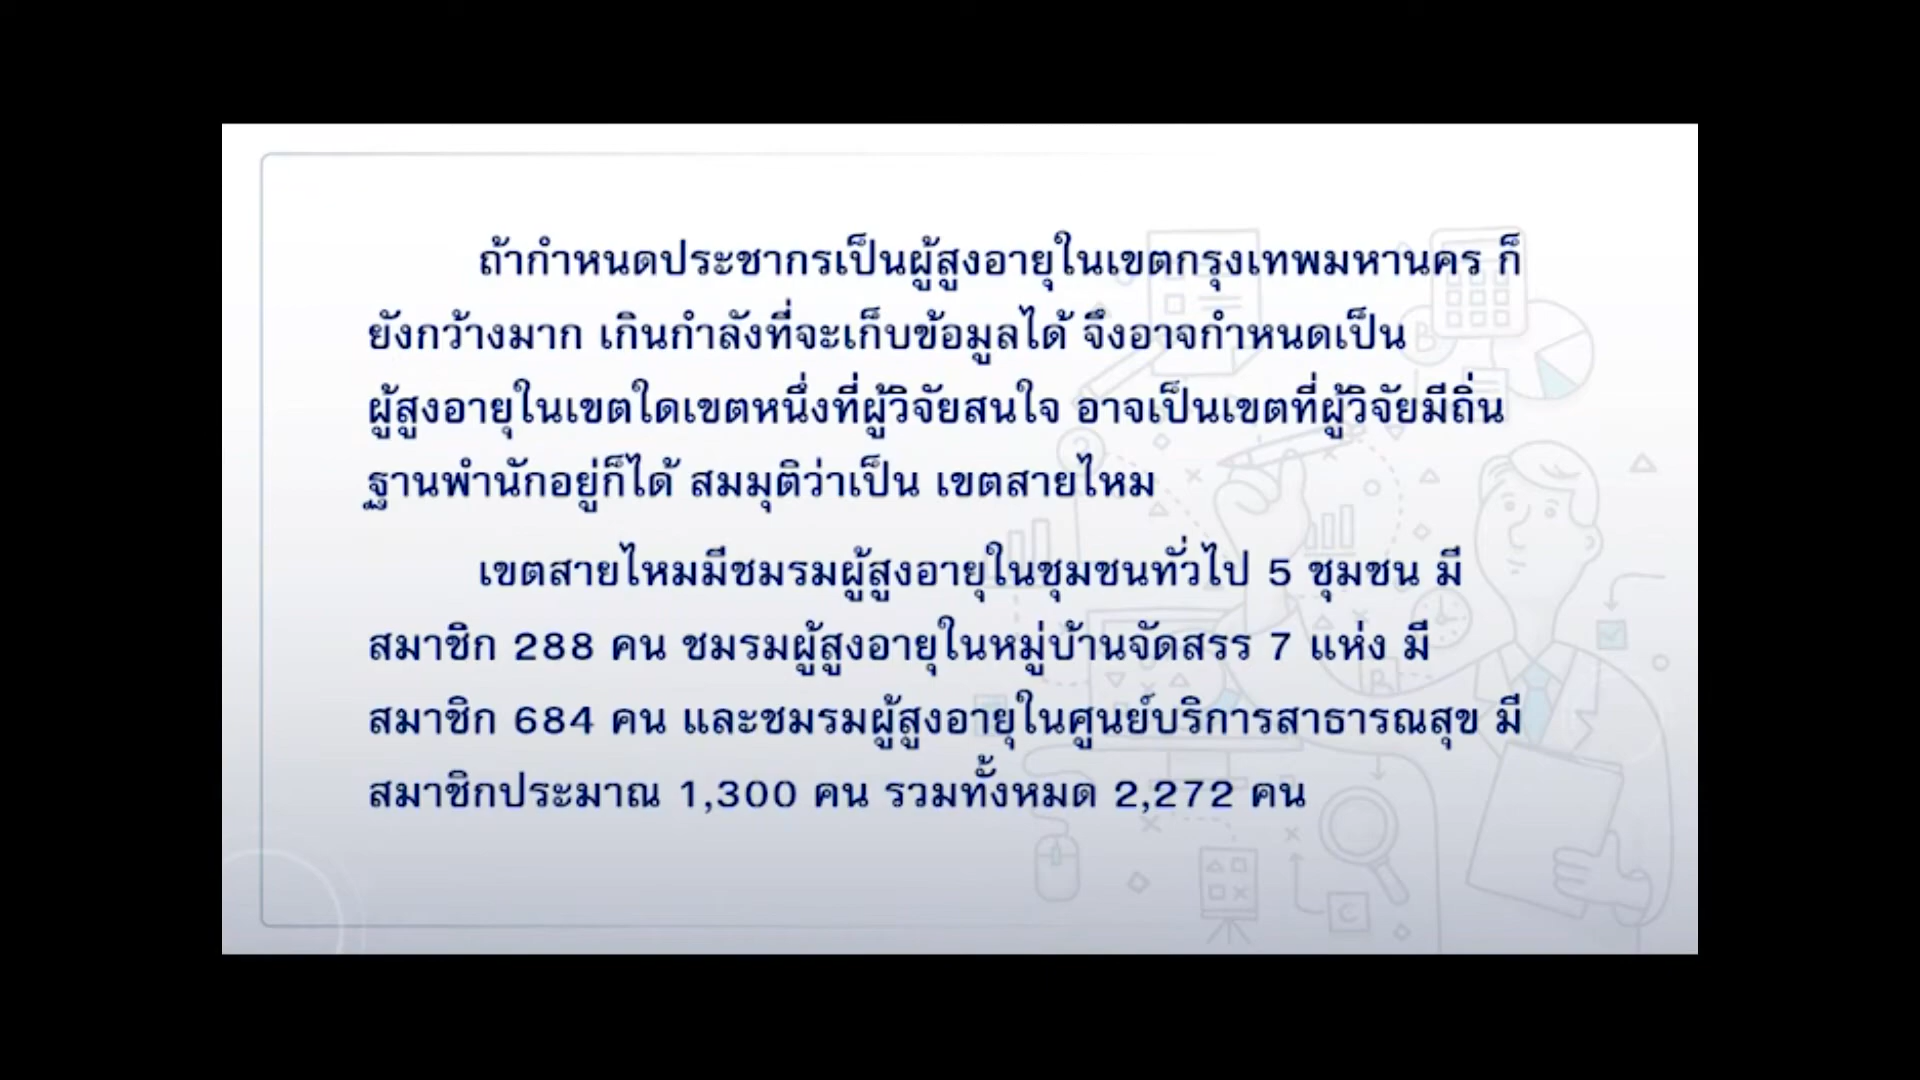 ถ้ากำหนดประชากรเป็นผู้สูงอายุในเขตกรุงเทพมหานคร ก็
ยังกว้างมาก เกินกำลังที่จะเก็บข้อมูลได้ จึงอาจกำหนดเป็น
ผู้สูงอายุในเขตใดเขตหนึ่งที่ผู้วิจัยสนใจ อาจเป็นเขตที่ผู้วิจัยมีถิ่น
ฐานพำนักอยู่ก็ได้ สมมุติว่าเป็น เขตสายไหม
เขตสายไหมมีชมรมผู้สูงอายุในชุมชนทั่วไป 5 ชุมชน มี
สมาชิก 288 คน ชมรมผู้สูงอายุในหมู่บ้านจัดสรร 7 แห่ง มี
สมาชิก 684 คน และชมรมผู้สูงอายุในศูนย์บริการสาธารณสุข มี
สมาชิกประมาณ 1,300 คน รวมทั้งหมด 2,272 คน